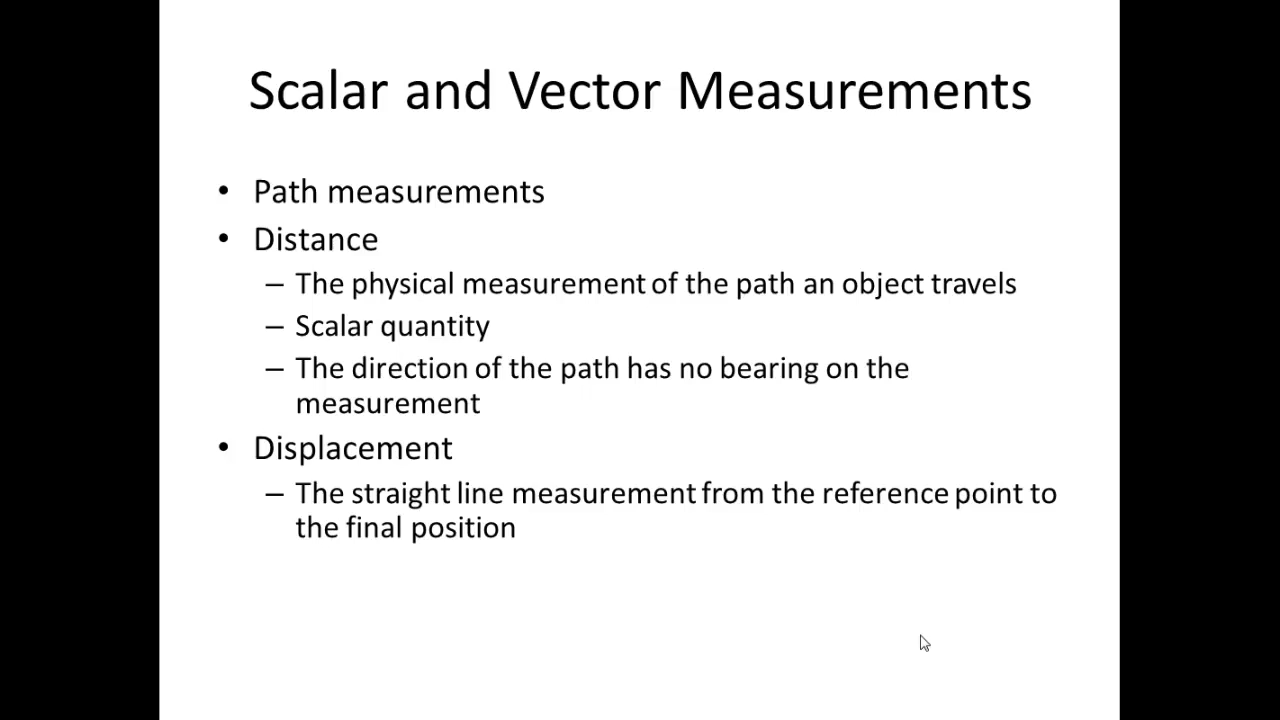 Scalar and Vector Measurements
• Path measurements
• Distance
– The physical measurement of the path an object travels
– Scalar quantity
– The direction of the path has no bearing on the
measurement
• Displacement
– The straight line measurement from the reference point to
the final position